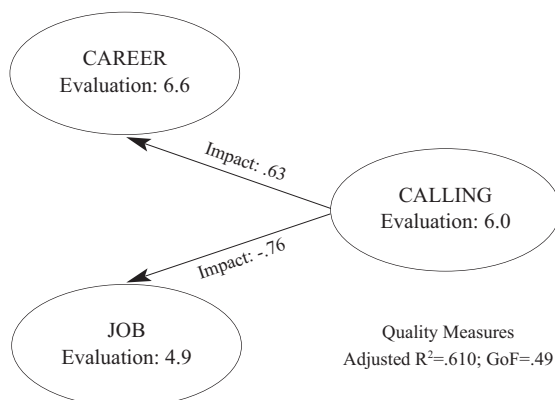 CAREER
Evaluation: 6.6
Impact: .63
CALLING
Evaluation: 6.0
Impact: -.76
JOB
Evaluation: 4.9
Quality Measures
Adjusted R²=.610; GoF=.49